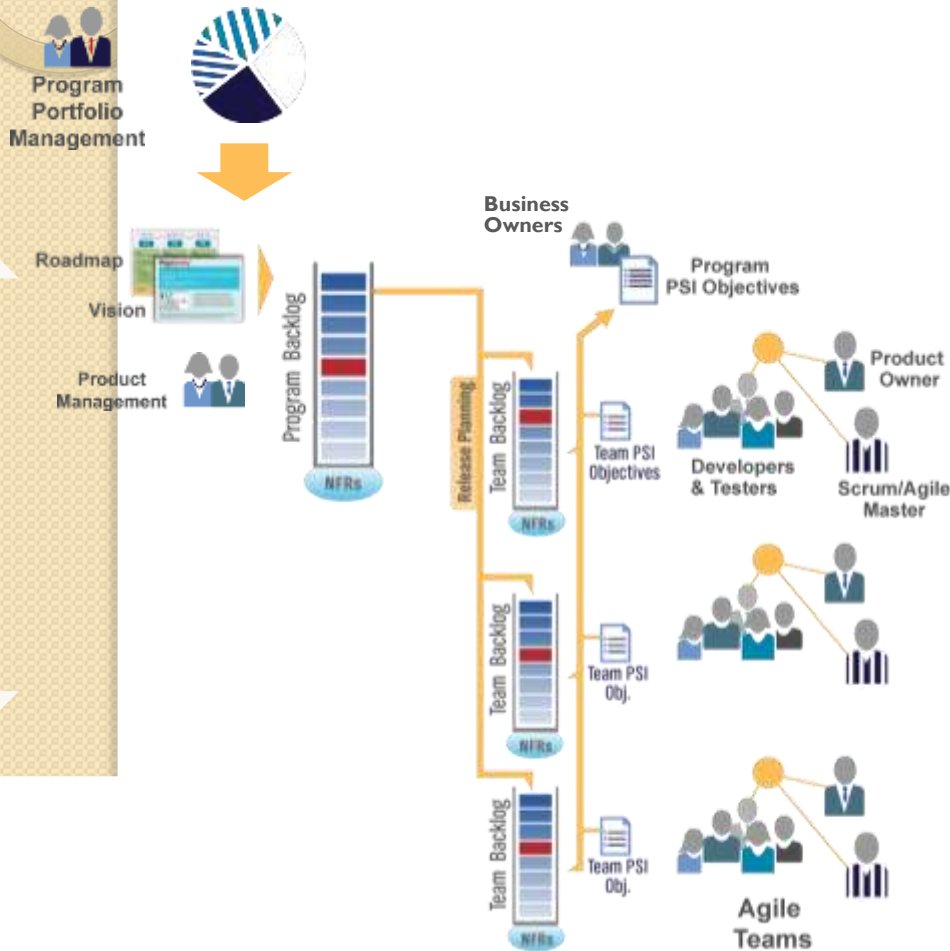 Program
Portfolio
Management
Business
Owners
Roadmap
Vision
Product
Management
Program Backlog
NFRs
Release Planning
Program
PSI Objectives
Team Backlog
NFRs
Team PSI
Objectives
Developers
& Testers
Product
Owner
Scrum/Agile
Master
Team Backlog
NFRs
Team PSI
Obj.
Team Backlog
NFRs
Team PSI
Obj.
Agile
Teams